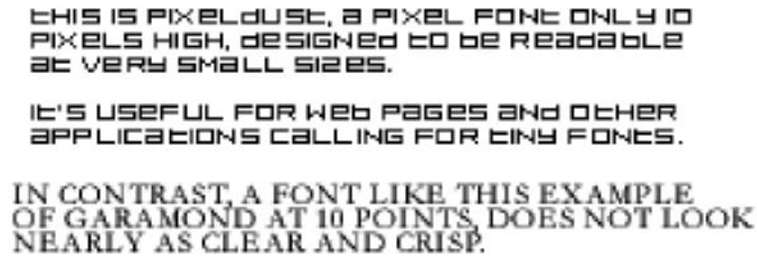 tHIS IS PIXeLdUSt, a PIXeL FONt ONLY 10
PIXeLS HIGH, deSIGNed tO be ReadabLe
at VeRY SMaLL SIZeS.
It'S USeFUL FOR Web PaGeS aNd OtHeR
aPPLICatIONS CaLLING FOR tINY FONtS.
IN CONTRAST, A FONT LIKE THIS EXAMPLE
OF GARAMOND AT 10 POINTS, DOES NOT LOOK
NEARLY AS CLEAR AND CRISP.